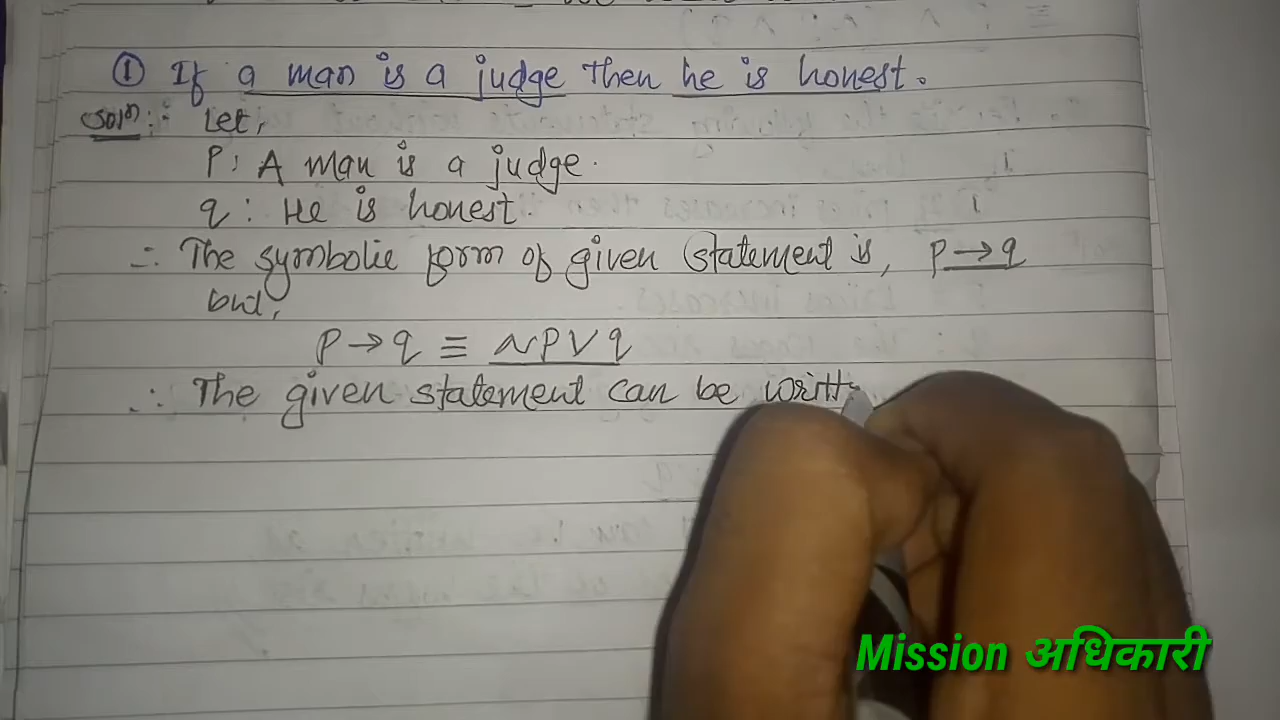 ① If a man is a judge then he is honest.
Soln:- Let,
P: A man is a judge.
q: He is honest.
∴ The symbolic form of given statement is, P→q
but,
P→q ≡ ~P∨q
∴ The given statement can be writt
Mission अधिकारी